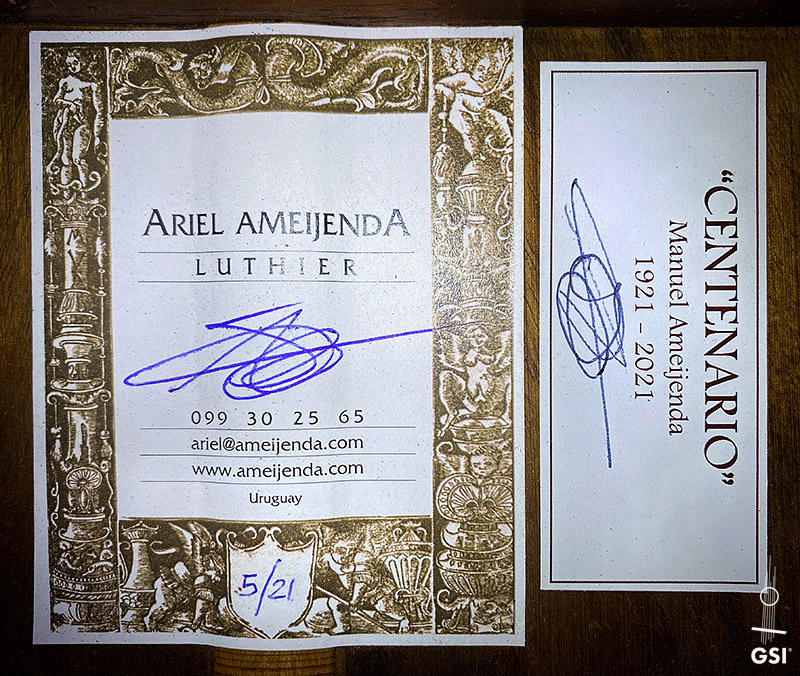 ARIEL AMEIJENDA
LUTHIER
099 30 25 65
ariel@ameijenda.com
www.ameijenda.com
Uruguay
5/21
“CENTENARIO”
Manuel Ameijenda
1921 - 2021
GSI